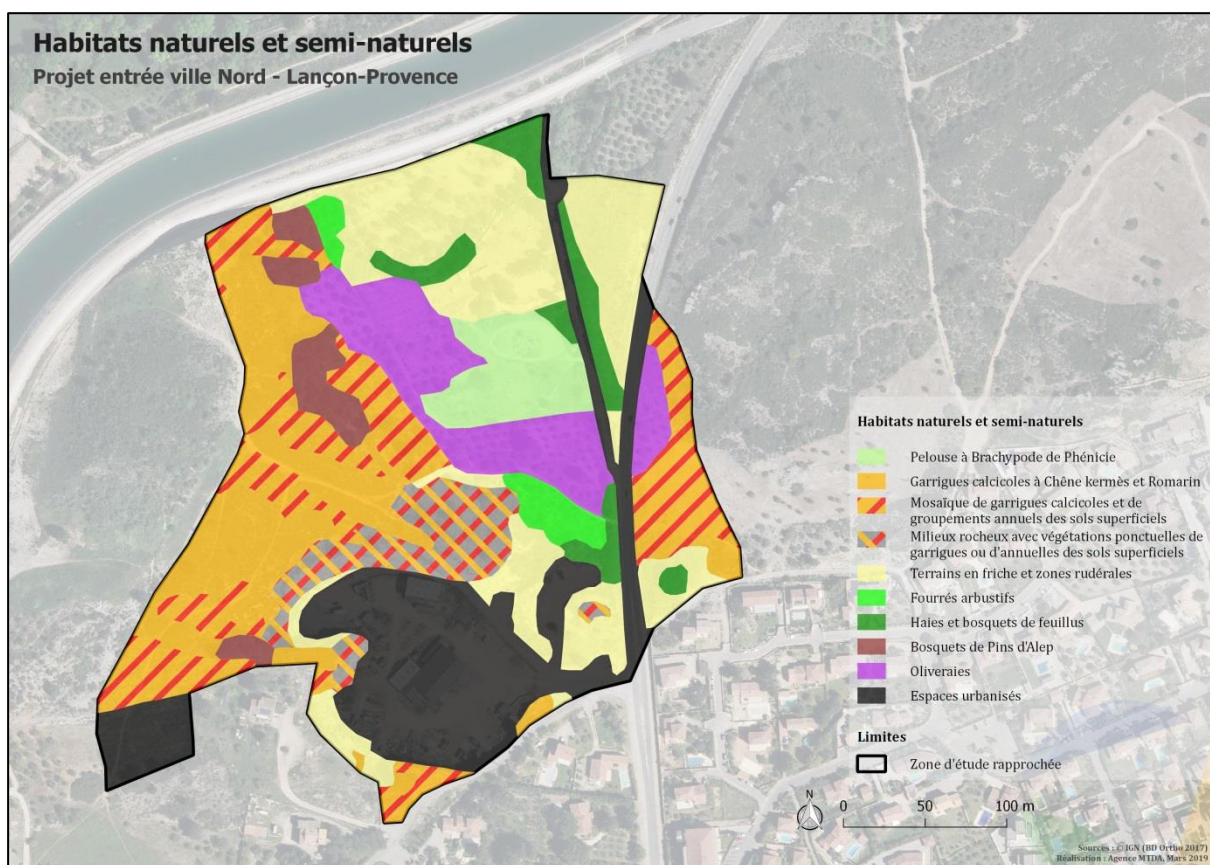 Habitats naturels et semi-naturels
Projet entrée ville Nord - Lançon-Provence
Habitats naturels et semi-naturels
Pelouse à Brachypode de Phénicie
Garrigues calcicoles à Chêne kermès et Romarin
Mosaïque de garrigues calcicoles et de
groupements annuels des sols superficiels
Milieux rocheux avec végétations ponctuelles de
garrigues ou d'annuelles des sols superficiels
Terrains en friche et zones rudérales
Fourrés arbustifs
Haies et bosquets de feuillus
Bosquets de Pins d'Alep
Oliveraies
Espaces urbanisés
Limites
Zone d'étude rapprochée
N
0 50 100 m
Sources : © IGN (BD Ortho 2017)
Réalisation : Agence MTDA, Mars 2019